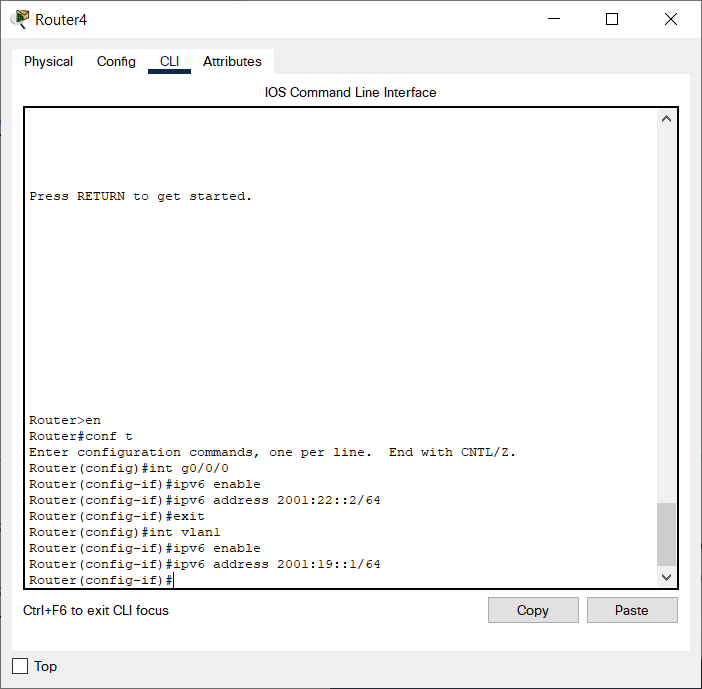 Router4
Physical Config CLI Attributes
IOS Command Line Interface
Press RETURN to get started.
Router>en
Router#conf t
Enter configuration commands, one per line.  End with CNTL/Z.
Router(config)#int g0/0/0
Router(config-if)#ipv6 enable
Router(config-if)#ipv6 address 2001:22::2/64
Router(config-if)#exit
Router(config)#int vlan1
Router(config-if)#ipv6 enable
Router(config-if)#ipv6 address 2001:19::1/64
Router(config-if)#
Ctrl+F6 to exit CLI focus
Copy Paste
Top